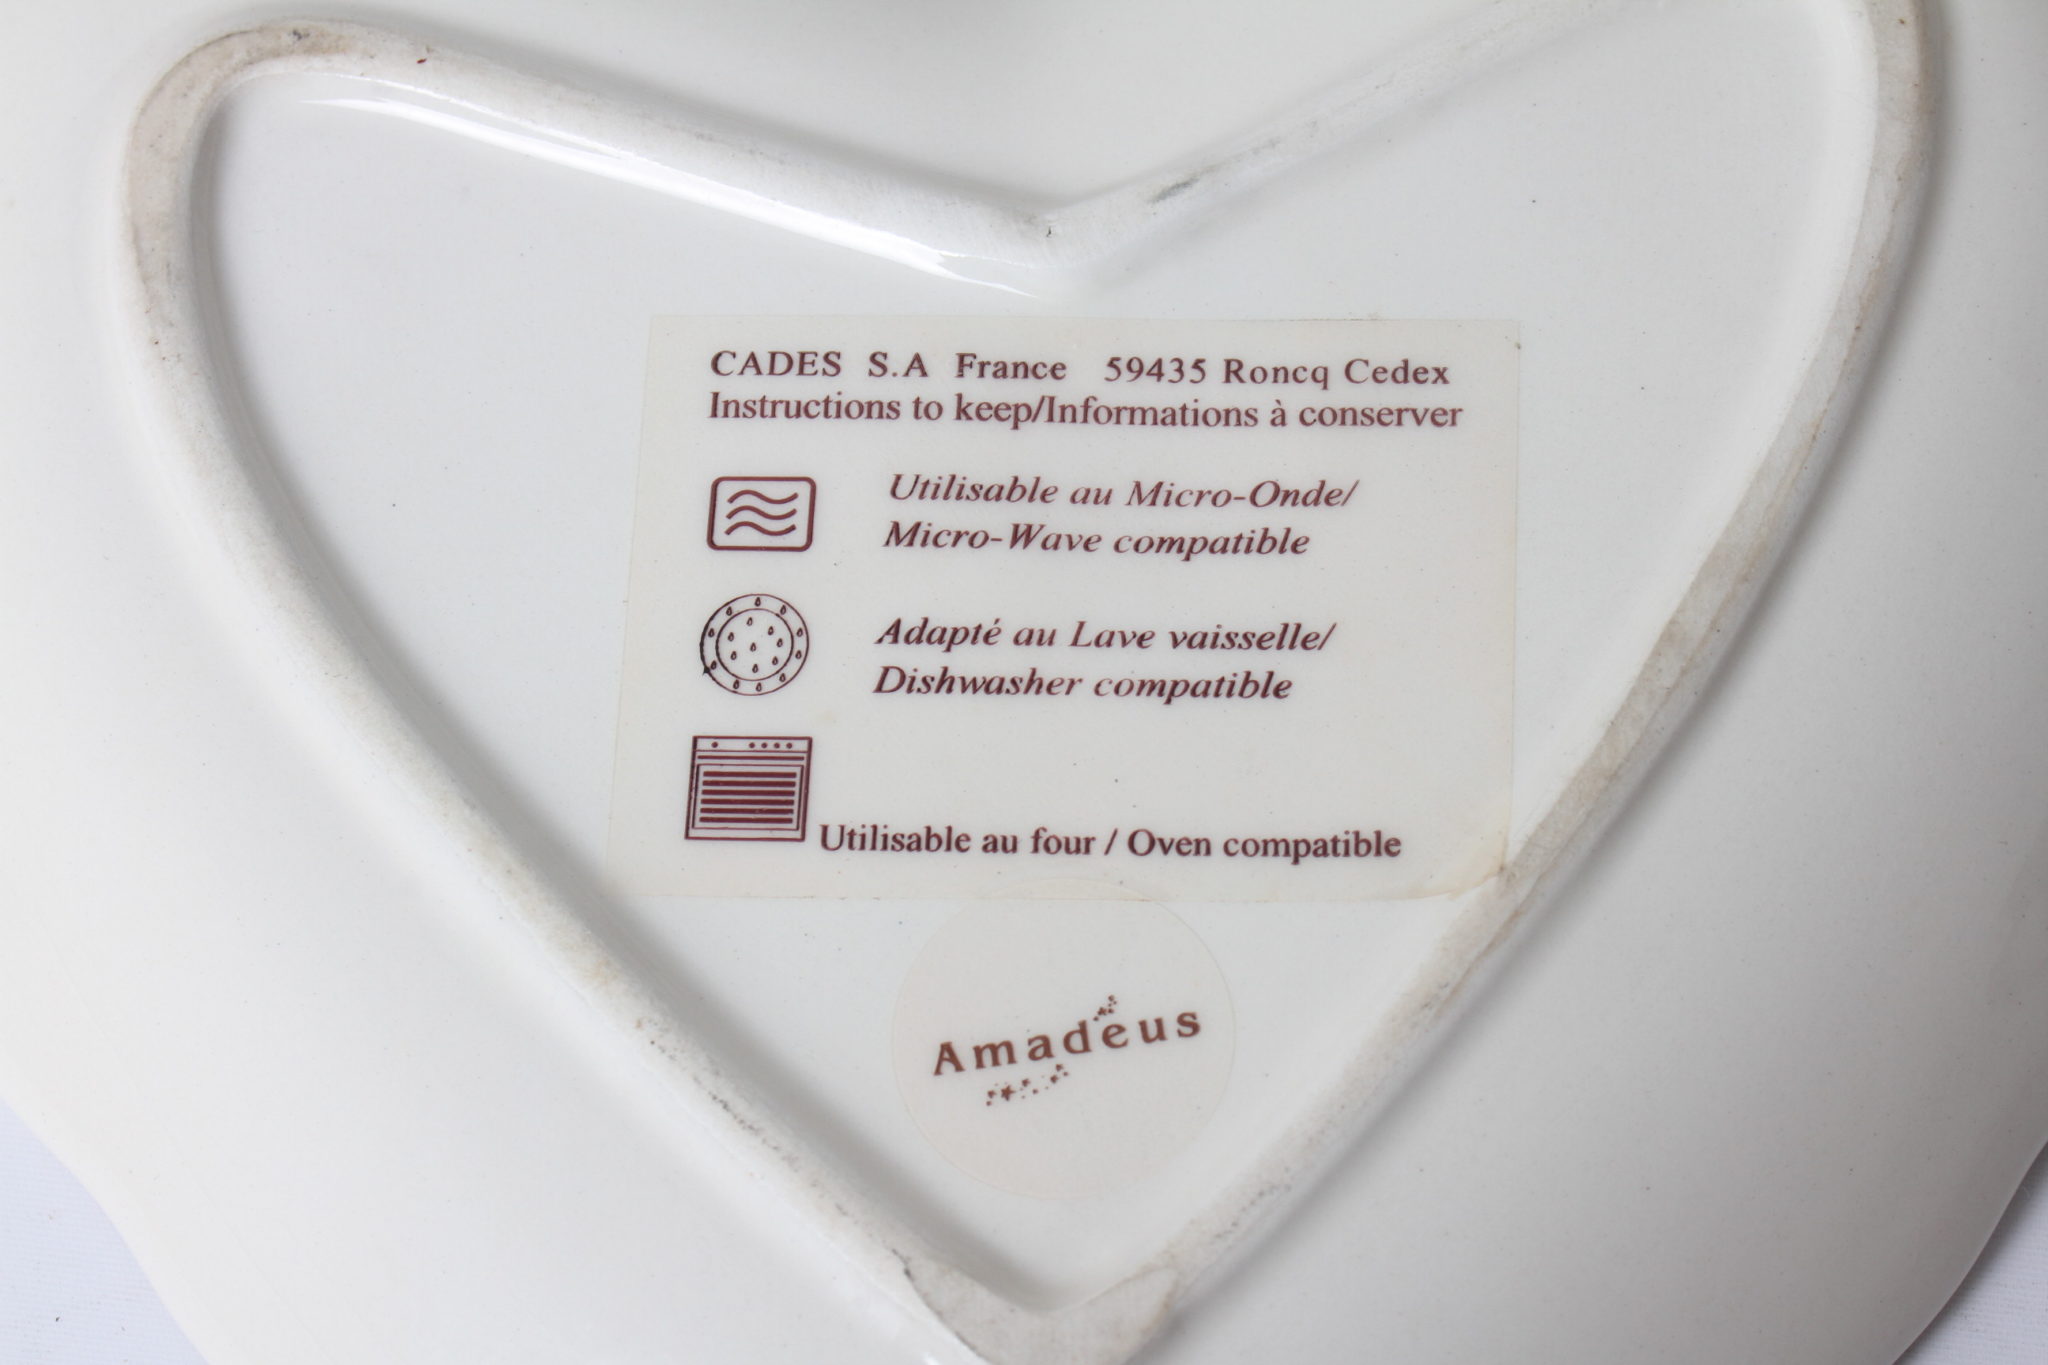 CADES S.A France 59435 Roncq Cedex
Instructions to keep/Informations à conserver
Utilisable au Micro-Onde/
Micro-Wave compatible
Adapté au Lave vaisselle/
Dishwasher compatible
Utilisable au four / Oven compatible
Amadeus